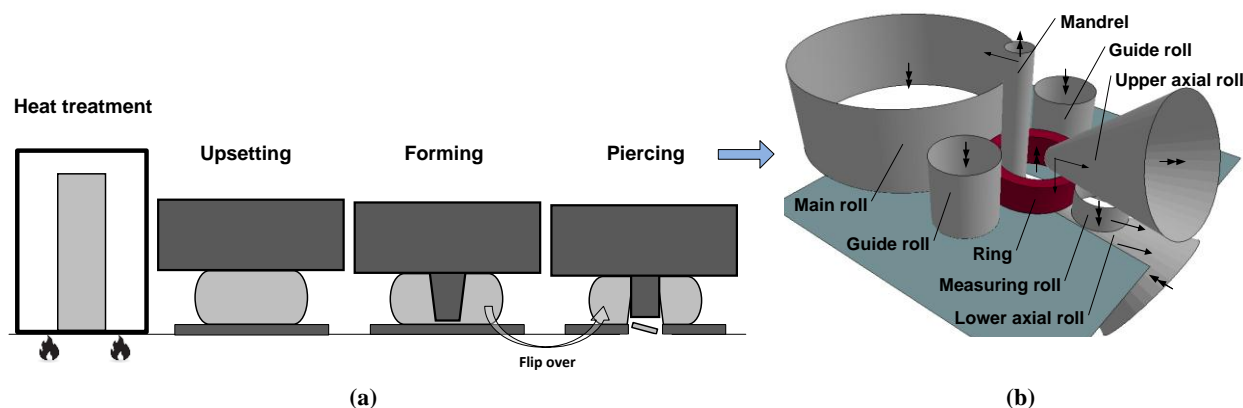 Heat treatment
Upsetting
Forming
Piercing
Flip over
(a)
Mandrel
Guide roll
Upper axial roll
Main roll
Guide roll
Ring
Measuring roll
Lower axial roll
(b)